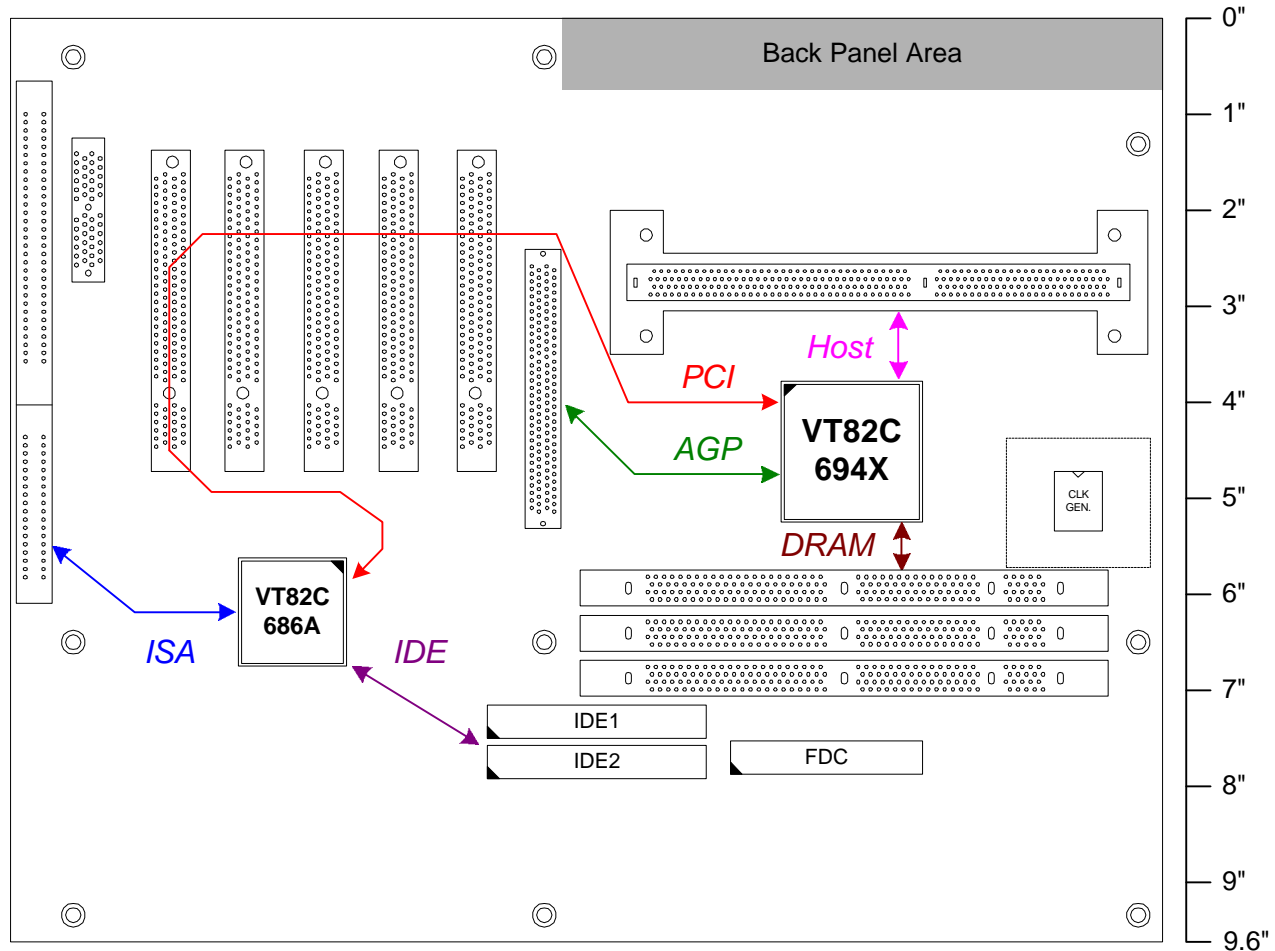 Back Panel Area
0"
1"
2"
3"
4"
5"
6"
7"
8"
9"
9.6"
Host
PCI
AGP
VT82C
694X
CLK
GEN.
DRAM
VT82C
686A
ISA
IDE
IDE1
IDE2
FDC